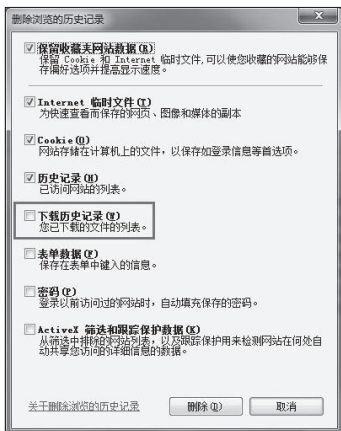 删除浏览的历史记录
保留收藏夹网站数据(R)
保留 Cookie 和 Internet 临时文件,可以使您收藏的网站能够保
存偏好选项并提高显示速度。
Internet 临时文件(T)
为快速查看而保存的网页、图像和媒体的副本
Cookie(O)
网站存储在计算机上的文件，以保存如登录信息等首选项。
历史记录(H)
已访问网站的列表。
下载历史记录(W)
您已下载的文件的列表。
表单数据(F)
保存在表单中键入的信息。
密码(P)
登录以前访问过的网站时，自动填充保存的密码。
ActiveX 筛选和跟踪保护数据(K)
从筛选中排除的网站列表，以及跟踪保护用来检测网站在何处自
动共享您访问的详细信息的数据。
关于删除浏览的历史记录
删除(D)
取消